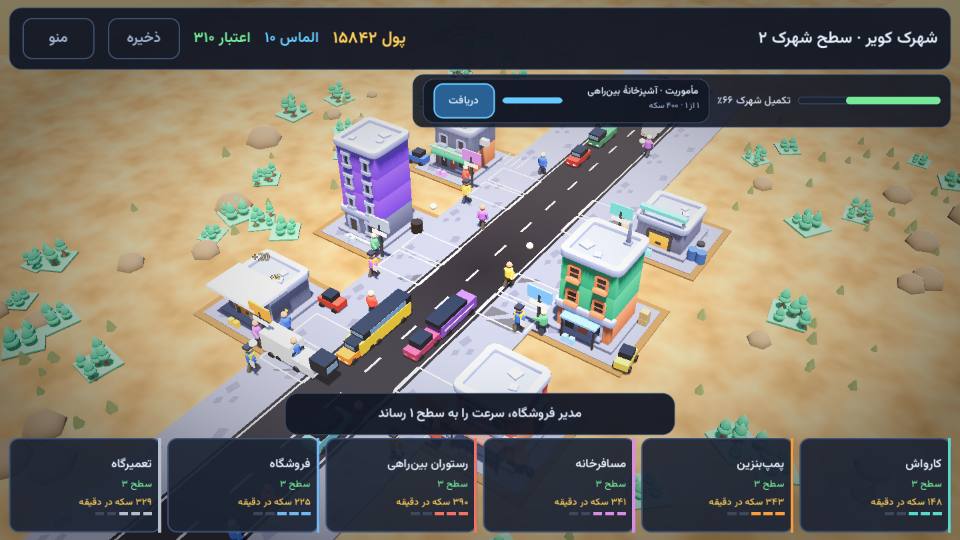 شهرک کویر · سطح شهرک ۲
پول ۱۵۸۴۲
الماس ۱۰
اعتبار ۳۱۰
ذخیره
منو
تکمیل شهرک ۶۶٪
مأموریت · آشپزخانهٔ بین‌راهی
۱ از ۱ · ۴۰۰ سکه
دریافت
مدیر فروشگاه، سرعت را به سطح ۱ رساند
کارواش
سطح ۳
۱۴۸ سکه در دقیقه
پمپ‌بنزین
سطح ۳
۳۴۳ سکه در دقیقه
مسافرخانه
سطح ۳
۳۴۱ سکه در دقیقه
رستوران بین‌راهی
سطح ۳
۳۹۰ سکه در دقیقه
فروشگاه
سطح ۳
۲۲۵ سکه در دقیقه
تعمیرگاه
سطح ۳
۳۲۹ سکه در دقیقه